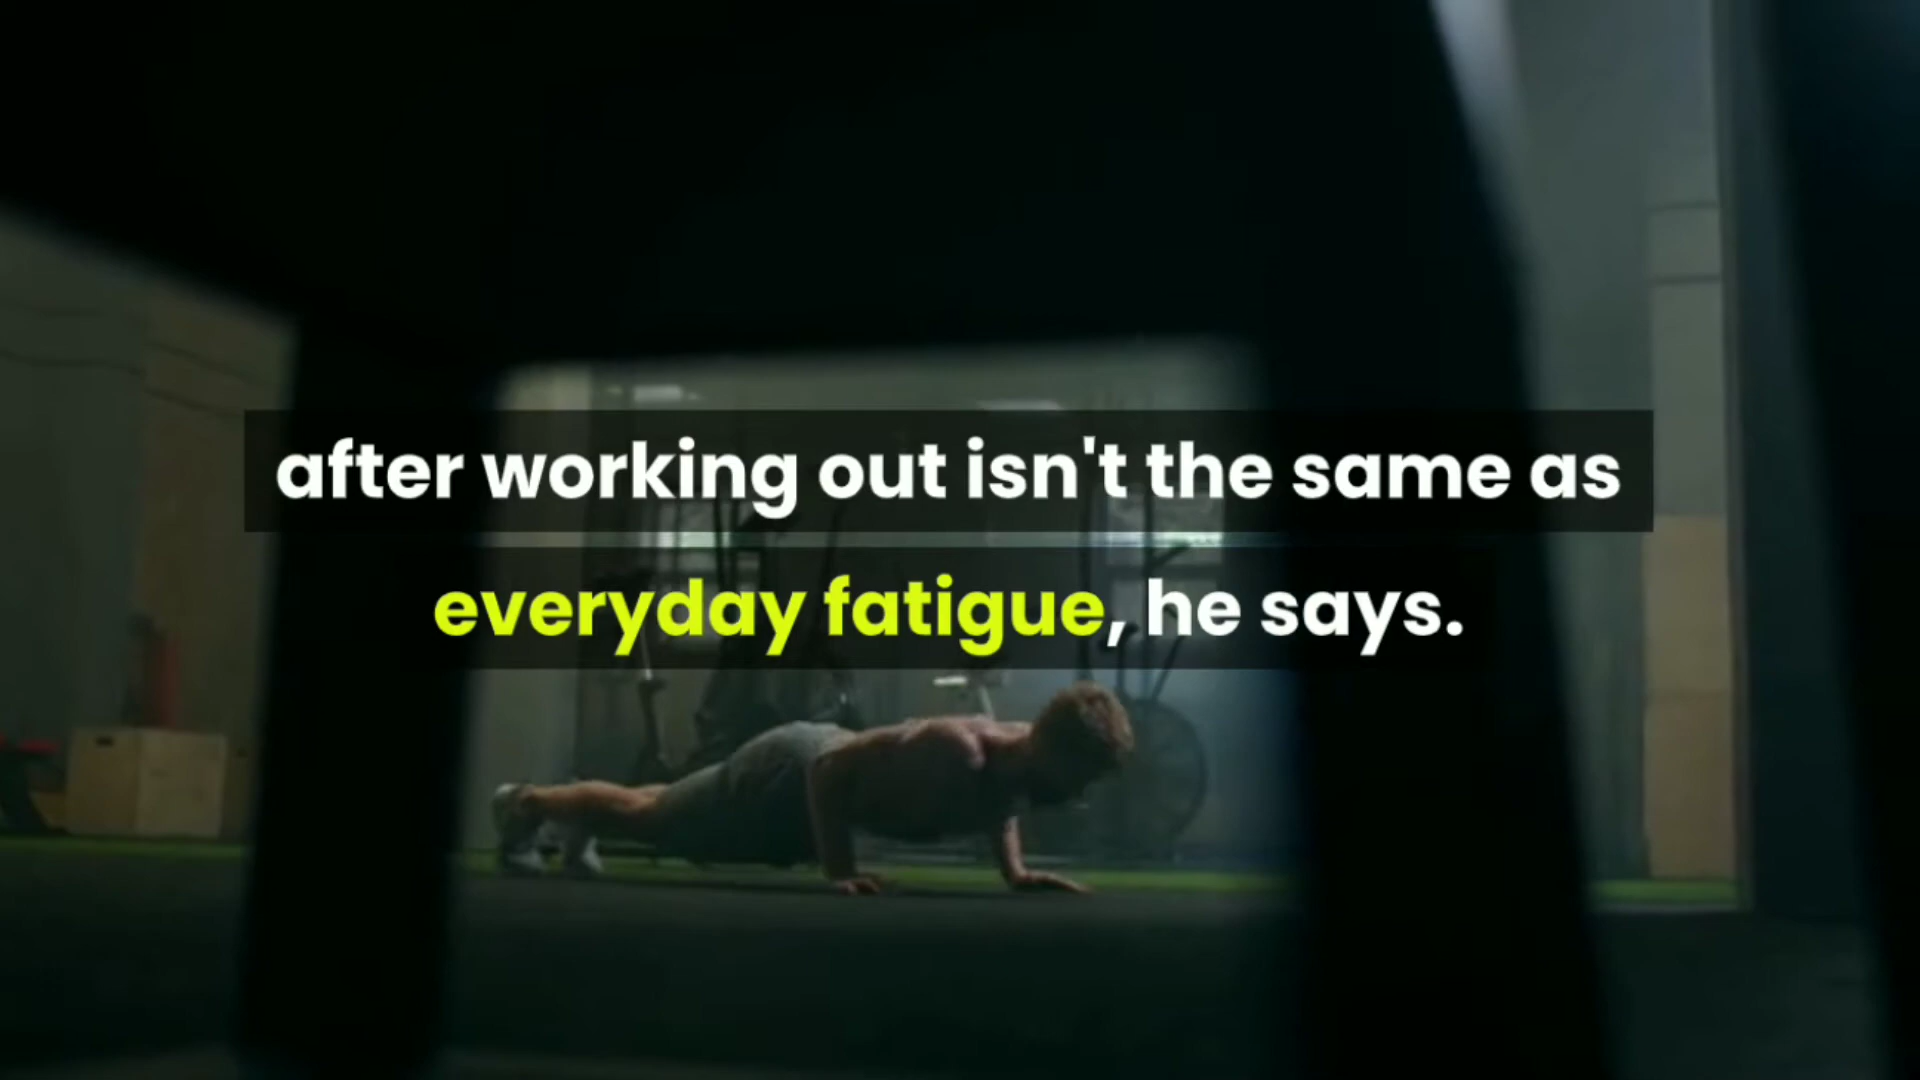 after working out isn't the same as
everyday fatigue, he says.